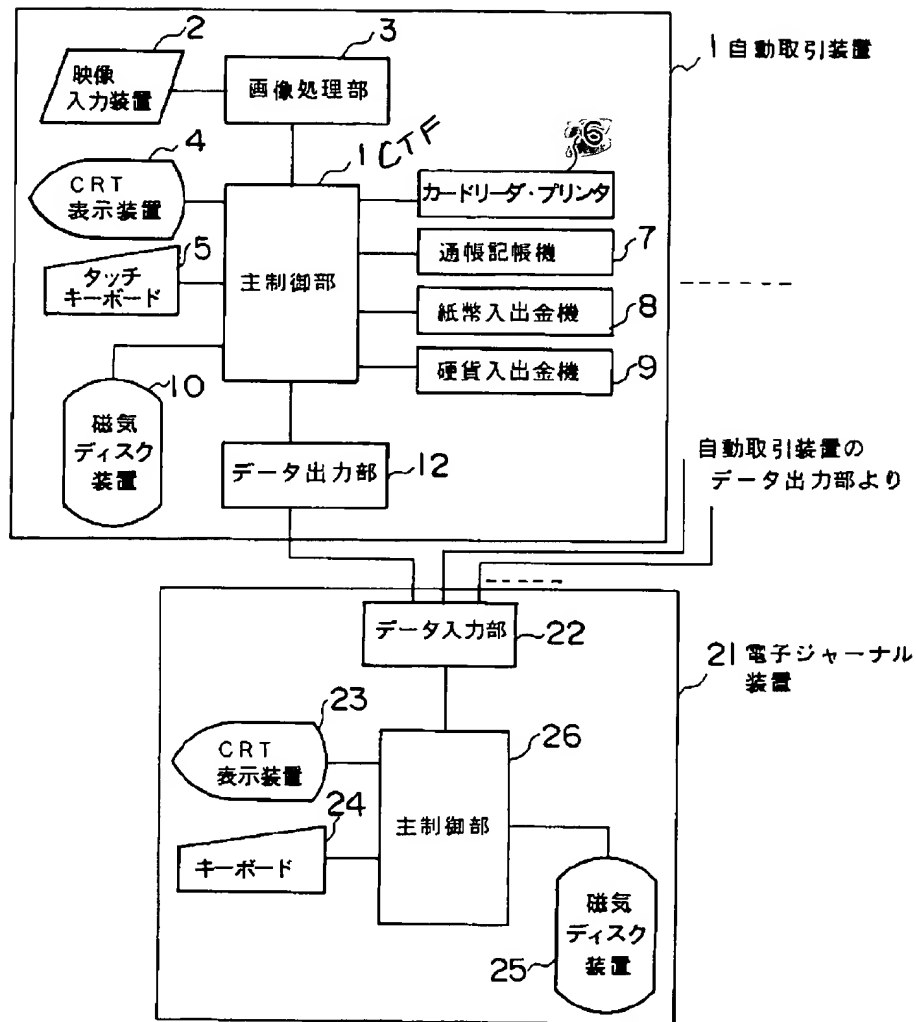 2
3
1 自動取引装置
映像
入力装置
画像処理部
4
1 CTF
6
CRT
表示装置
カードリーダ・プリンタ
5
通帳記帳機
7
タッチ
キーボード
主制御部
紙幣入出金機
8
硬貨入出金機
9
10
磁気
ディスク
装置
データ出力部
12
自動取引装置の
データ出力部より
データ入力部
22
21 電子ジャーナル
装置
23
26
CRT
表示装置
24
主制御部
キーボード
磁気
ディスク
装置
25